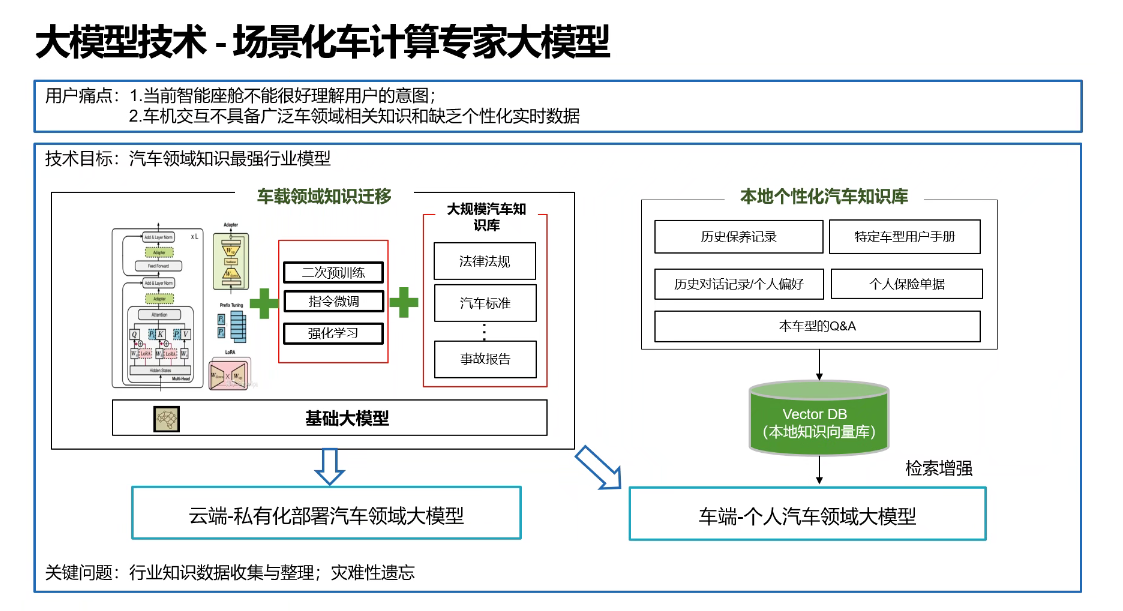 大模型技术 - 场景化车计算专家大模型
用户痛点：1.当前智能座舱不能很好理解用户的意图；
2.车机交互不具备广泛车领域相关知识和缺乏个性化实时数据
技术目标：汽车领域知识最强行业模型
车载领域知识迁移
Adapter
Add & Layer Norm
x L
Adapter
Feed Forward
Add & Layer Norm
Adapter
Attention
Q
K
V
LoRA
LoRA
Hidden States
Multi-Head
Prefix Tuning
LoRA
二次预训练
指令微调
强化学习
大规模汽车知
识库
法律法规
汽车标准
事故报告
基础大模型
本地个性化汽车知识库
历史保养记录
特定车型用户手册
历史对话记录/个人偏好
个人保险单据
本车型的Q&A
Vector DB
（本地知识向量库）
检索增强
云端-私有化部署汽车领域大模型
车端-个人汽车领域大模型
关键问题：行业知识数据收集与整理；灾难性遗忘